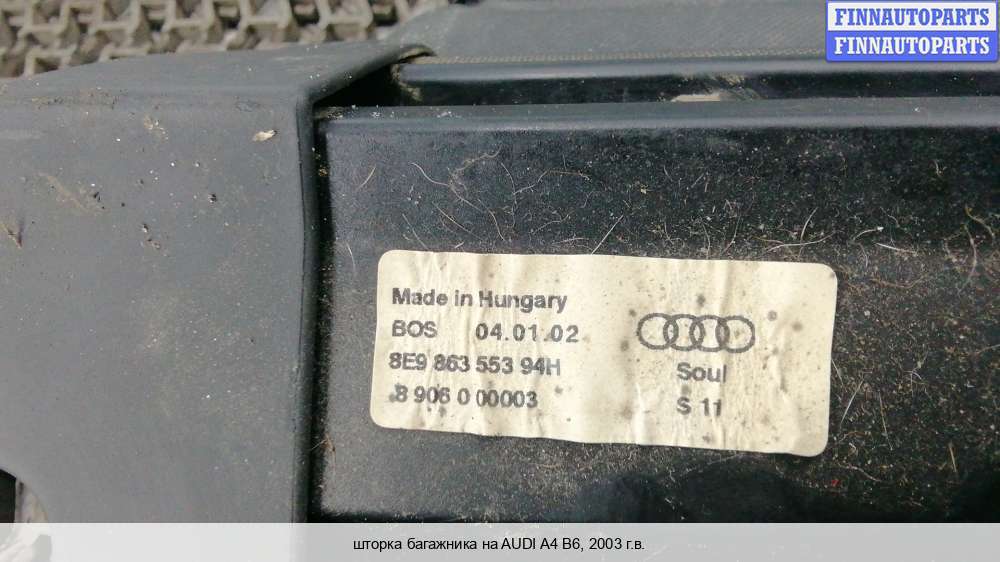 FINNAUTOPARTS
FINNAUTOPARTS
Made in Hungary
BOS 04.01.02
8E9 863 553 94H
8 906 0 00003
Soul
S 11
шторка багажника на AUDI A4 B6, 2003 г.в.